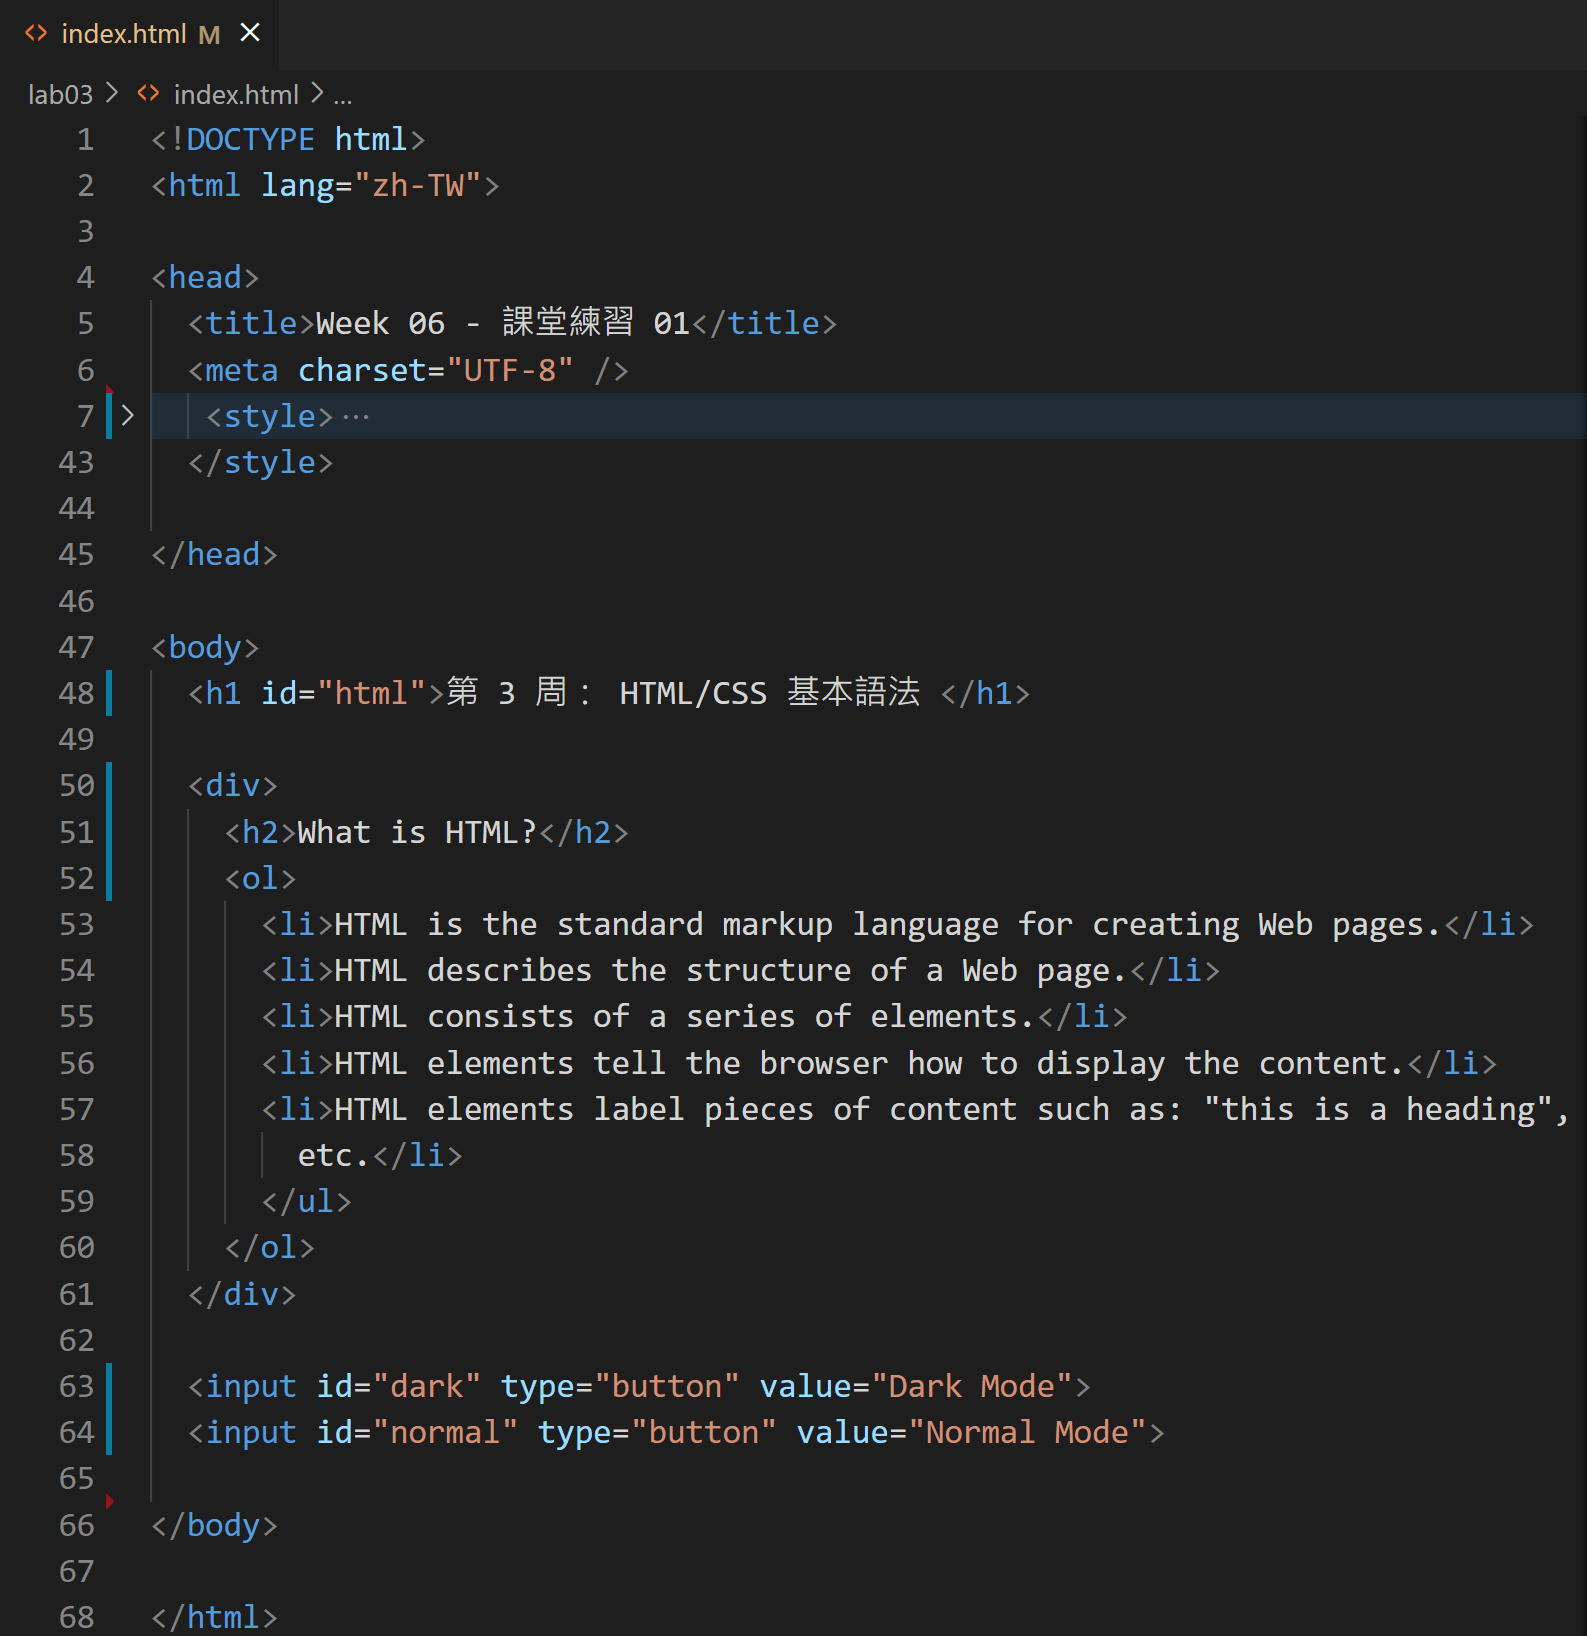 index.html M
lab03 > index.html > ...
1 <!DOCTYPE html>
2 <html lang="zh-TW">
3
4 <head>
5 <title>Week 06 - 課堂練習 01</title>
6 <meta charset="UTF-8" />
7 <style>···
43 </style>
44
45 </head>
46
47 <body>
48 <h1 id="html">第 3 周： HTML/CSS 基本語法 </h1>
49
50 <div>
51 <h2>What is HTML?</h2>
52 <ol>
53 <li>HTML is the standard markup language for creating Web pages.</li>
54 <li>HTML describes the structure of a Web page.</li>
55 <li>HTML consists of a series of elements.</li>
56 <li>HTML elements tell the browser how to display the content.</li>
57 <li>HTML elements label pieces of content such as: "this is a heading",
58 etc.</li>
59 </ul>
60 </ol>
61 </div>
62
63 <input id="dark" type="button" value="Dark Mode">
64 <input id="normal" type="button" value="Normal Mode">
65
66 </body>
67
68 </html>